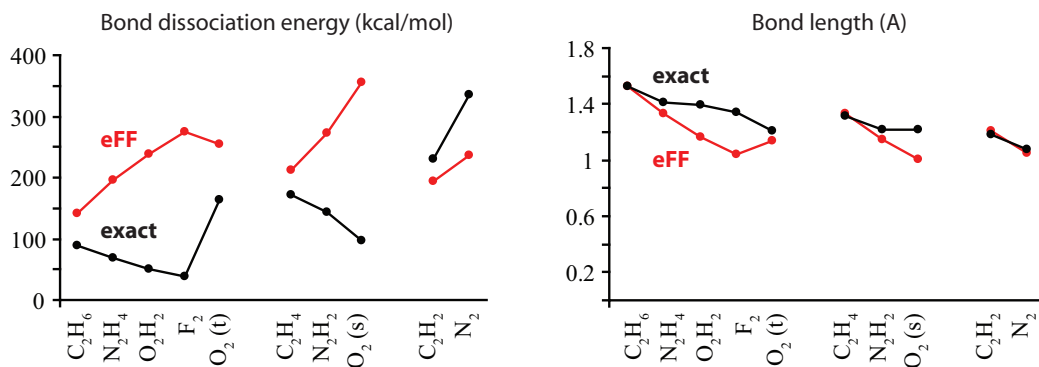 Bond dissociation energy (kcal/mol)
400
300
200
100
0
eFF
exact
C₂H₆
N₂H₄
O₂H₂
F₂
O₂ (t)
C₂H₄
N₂H₂
O₂ (s)
C₂H₂
N₂
Bond length (A)
1.8
1.4
1
0.6
0.2
exact
eFF
C₂H₆
N₂H₄
O₂H₂
F₂
O₂ (t)
C₂H₄
N₂H₂
O₂ (s)
C₂H₂
N₂